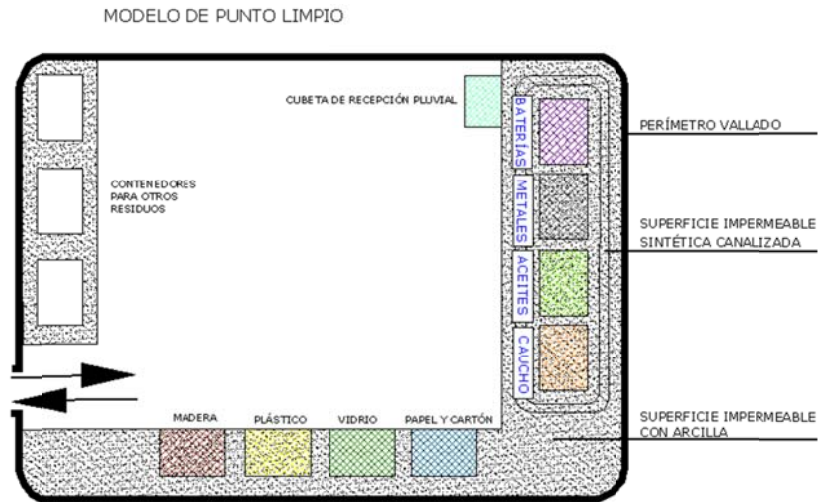 MODELO DE PUNTO LIMPIO
CUBETA DE RECEPCIÓN PLUVIAL
CONTENEDORES
PARA OTROS
RESIDUOS
BATERÍAS
METALES
ACEITES
CAUCHO
PERÍMETRO VALLADO
SUPERFICIE IMPERMEABLE
SINTÉTICA CANALIZADA
SUPERFICIE IMPERMEABLE
CON ARCILLA
MADERA
PLÁSTICO
VIDRIO
PAPEL Y CARTÓN